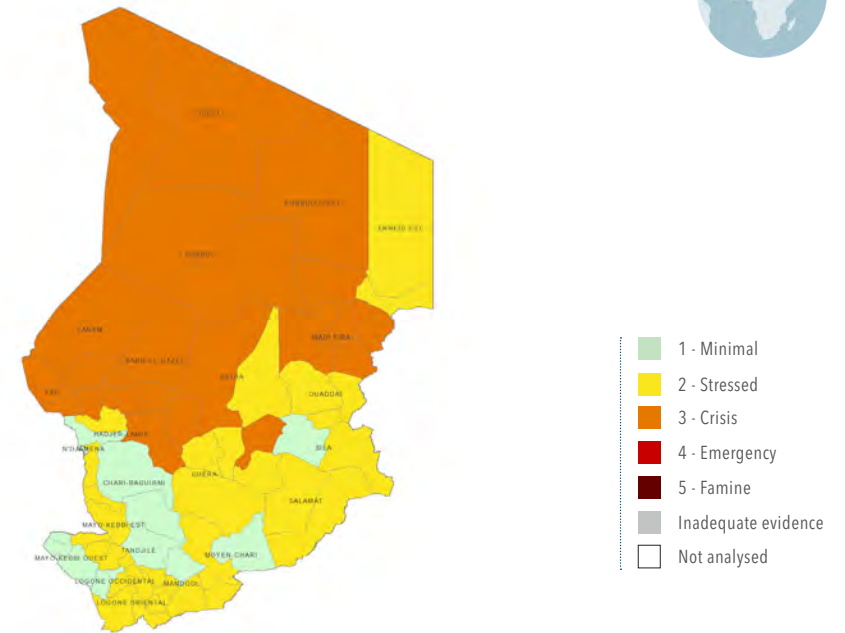 TIBESTI
ENNEDI EST
BORKOU
KANEM
WADI FIRA
BARH-EL-GAZEL
BATHA
LAC
OUADDAI
HADJER-LAMIS
N'DJAMENA
SILA
CHARI-BAGUIRMI
GUERA
SALAMAT
MAYO-KEBBI EST
TANDJILE
MOYEN-CHARI
MAYO-KEBBI OUEST
LOGONE OCCIDENTAL
MANDOUL
LOGONE ORIENTAL
1 - Minimal
2 - Stressed
3 - Crisis
4 - Emergency
5 - Famine
Inadequate evidence
Not analysed